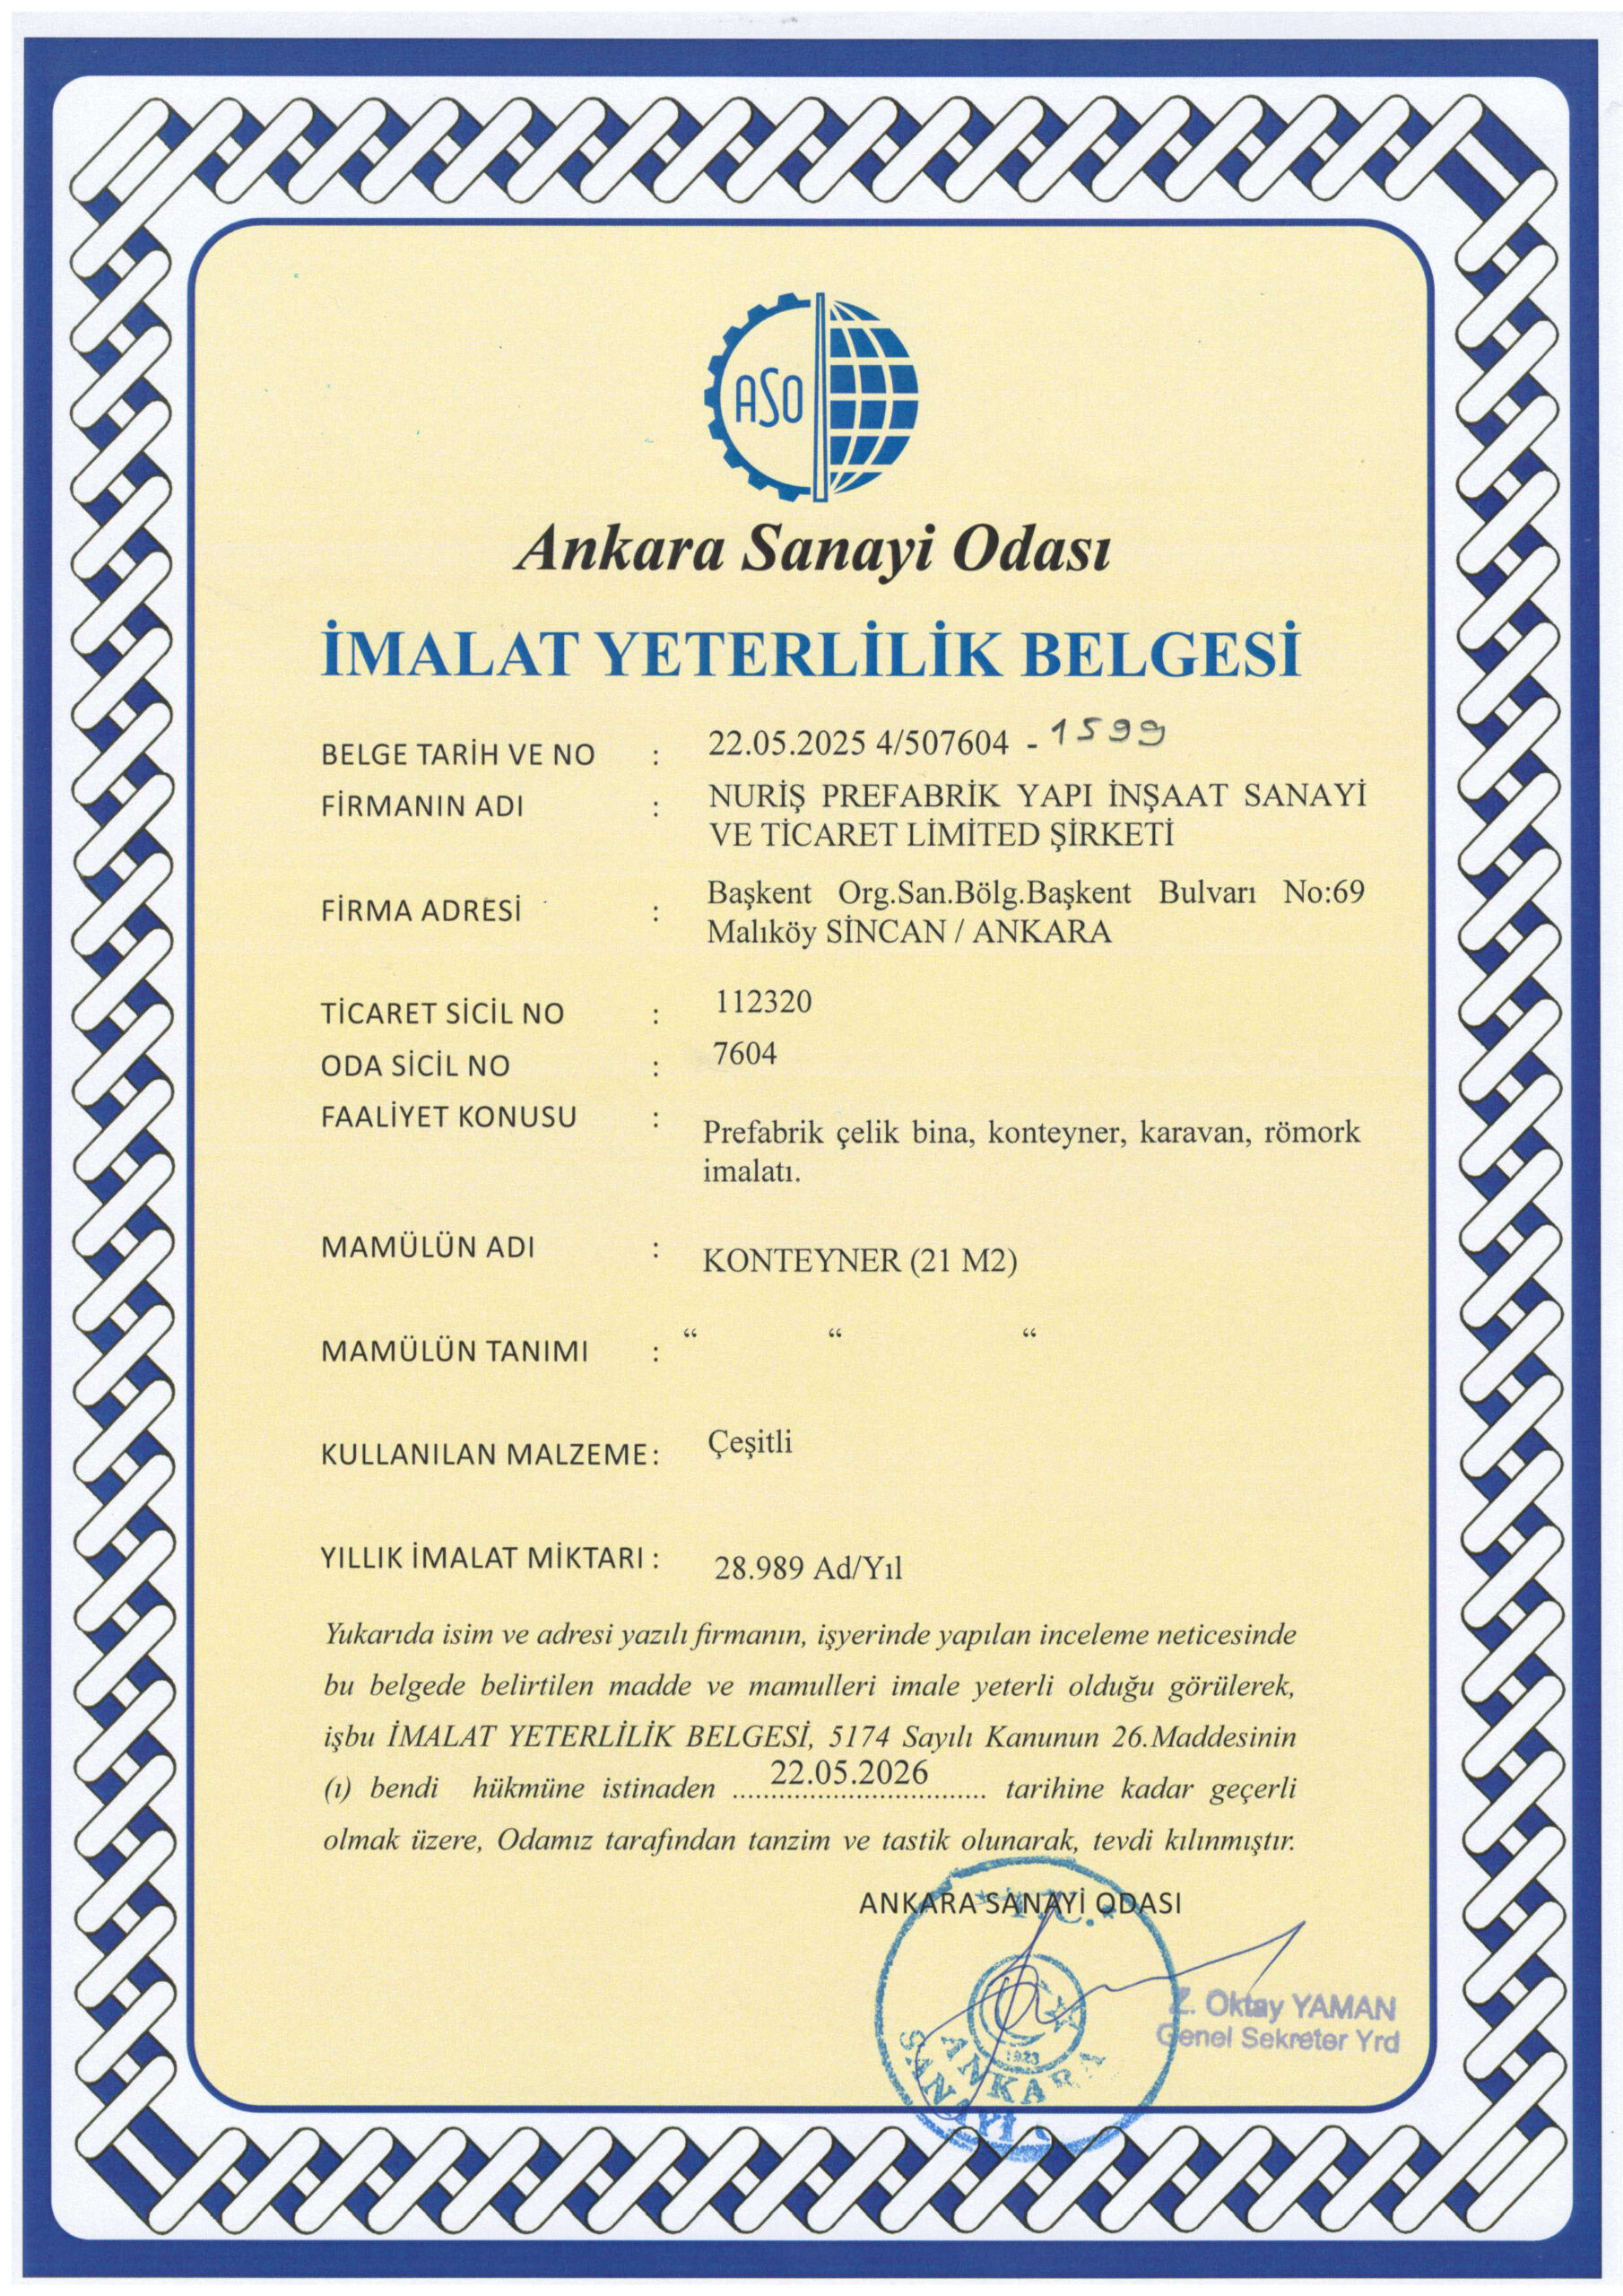 ASO
Ankara Sanayi Odası
İMALAT YETERLİLİK BELGESİ
BELGE TARİH VE NO : 22.05.2025 4/507604 - 1599
FİRMANIN ADI : NURİŞ PREFABRİK YAPI İNŞAAT SANAYİ
VE TİCARET LİMİTED ŞİRKETİ
FİRMA ADRESİ : Başkent Org.San.Bölg.Başkent Bulvarı No:69
Malıköy SİNCAN / ANKARA
TİCARET SİCİL NO : 112320
ODA SİCİL NO : 7604
FAALİYET KONUSU : Prefabrik çelik bina, konteyner, karavan, römork
imalatı.
MAMÜLÜN ADI : KONTEYNER (21 M2)
MAMÜLÜN TANIMI : “ “ “
KULLANILAN MALZEME : Çeşitli
YILLIK İMALAT MİKTARI : 28.989 Ad/Yıl
Yukarıda isim ve adresi yazılı firmanın, işyerinde yapılan inceleme neticesinde
bu belgede belirtilen madde ve mamulleri imale yeterli olduğu görülerek,
işbu İMALAT YETERLİLİK BELGESİ, 5174 Sayılı Kanunun 26.Maddesinin
(ı) bendi hükmüne istinaden 22.05.2026 tarihine kadar geçerli
olmak üzere, Odamız tarafından tanzim ve tastik olunarak, tevdi kılınmıştır.
ANKARA SANAYİ ODASI
T.C.
1923
ANKARA
SANAYİ
Z. Oktay YAMAN
Genel Sekreter Yrd